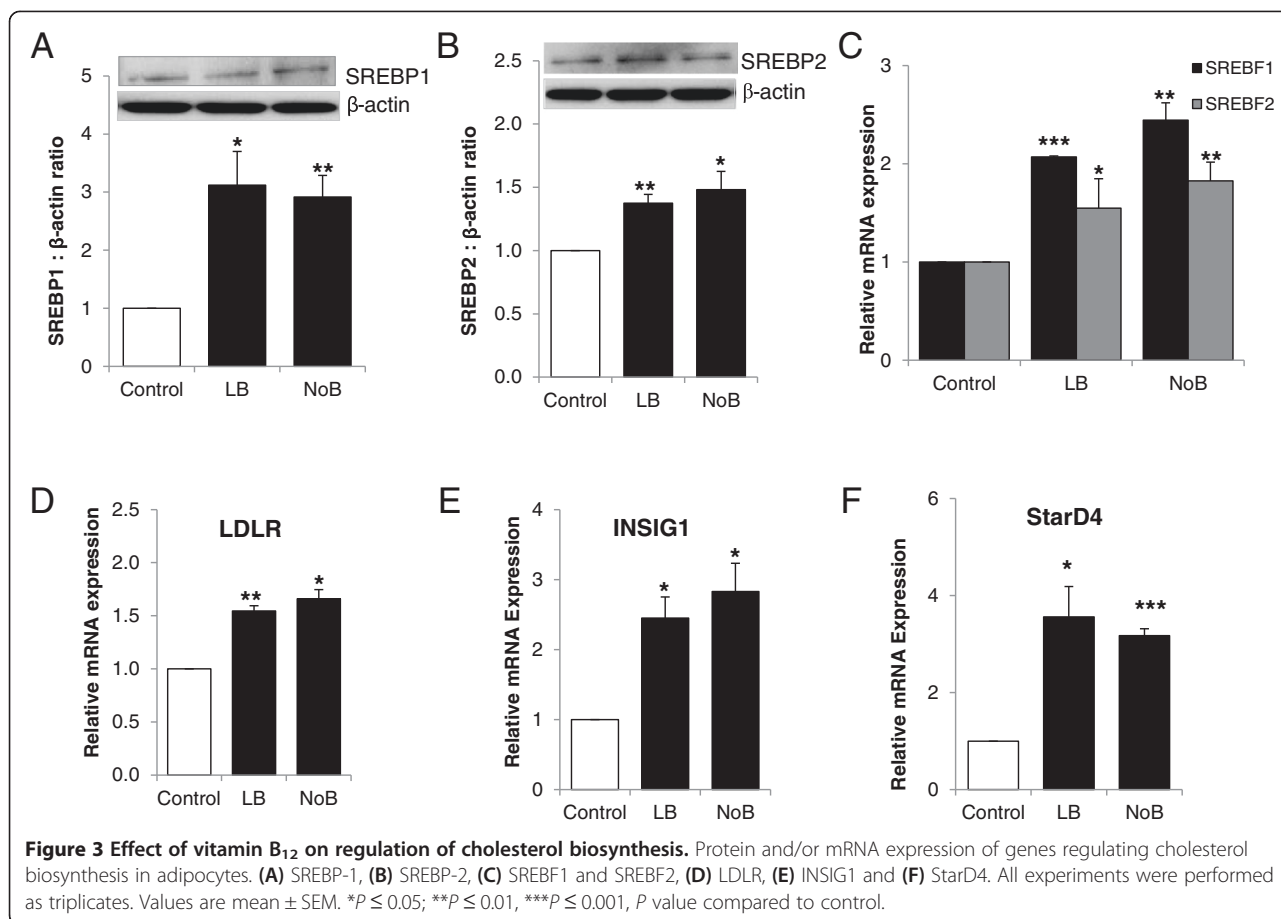 A
SREBP1
β-actin
SREBP1 : β-actin ratio
5
4
3
2
1
0
*
**
Control LB NoB
B
SREBP2
β-actin
SREBP2 : β-actin ratio
2.5
2.0
1.5
1.0
0.5
0.0
**
*
Control LB NoB
C
SREBF1
SREBF2
Relative mRNA expression
3
2
1
0
***
*
**
**
Control LB NoB
D
LDLR
Relative mRNA expression
2.5
2.0
1.5
1.0
0.5
0.0
**
*
Control LB NoB
E
INSIG1
Relative mRNA Expression
4
3
2
1
0
*
*
Control LB NoB
F
StarD4
Relative mRNA Expression
6
4
2
0
*
***
Control LB NoB
Figure 3 Effect of vitamin B₁₂ on regulation of cholesterol biosynthesis. Protein and/or mRNA expression of genes regulating cholesterol
biosynthesis in adipocytes. (A) SREBP-1, (B) SREBP-2, (C) SREBF1 and SREBF2, (D) LDLR, (E) INSIG1 and (F) StarD4. All experiments were performed
as triplicates. Values are mean ± SEM. *P ≤ 0.05; **P ≤ 0.01, ***P ≤ 0.001, P value compared to control.